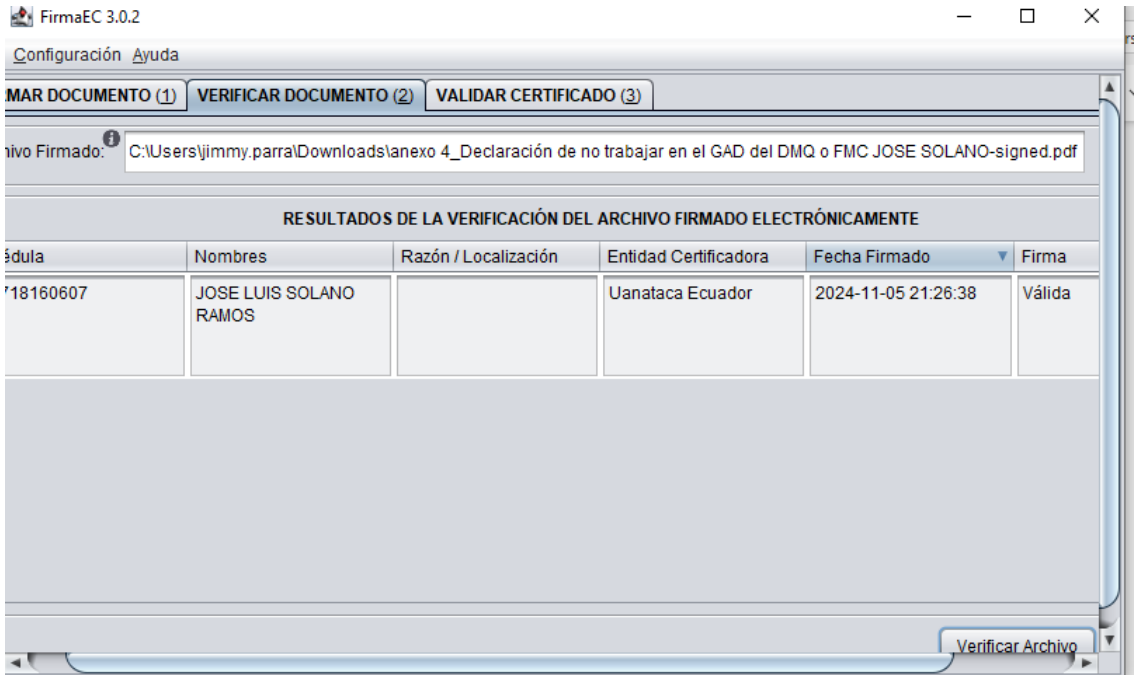 FirmaEC 3.0.2
Configuración Ayuda
MAR DOCUMENTO (1) VERIFICAR DOCUMENTO (2) VALIDAR CERTIFICADO (3)
hivo Firmado: C:\Users\jimmy.parra\Downloads\anexo 4_Declaración de no trabajar en el GAD del DMQ o FMC JOSE SOLANO-signed.pdf
RESULTADOS DE LA VERIFICACIÓN DEL ARCHIVO FIRMADO ELECTRÓNICAMENTE
édula Nombres Razón / Localización Entidad Certificadora Fecha Firmado Firma
718160607 JOSE LUIS SOLANO Uanataca Ecuador 2024-11-05 21:26:38 Válida
RAMOS
Verificar Archivo